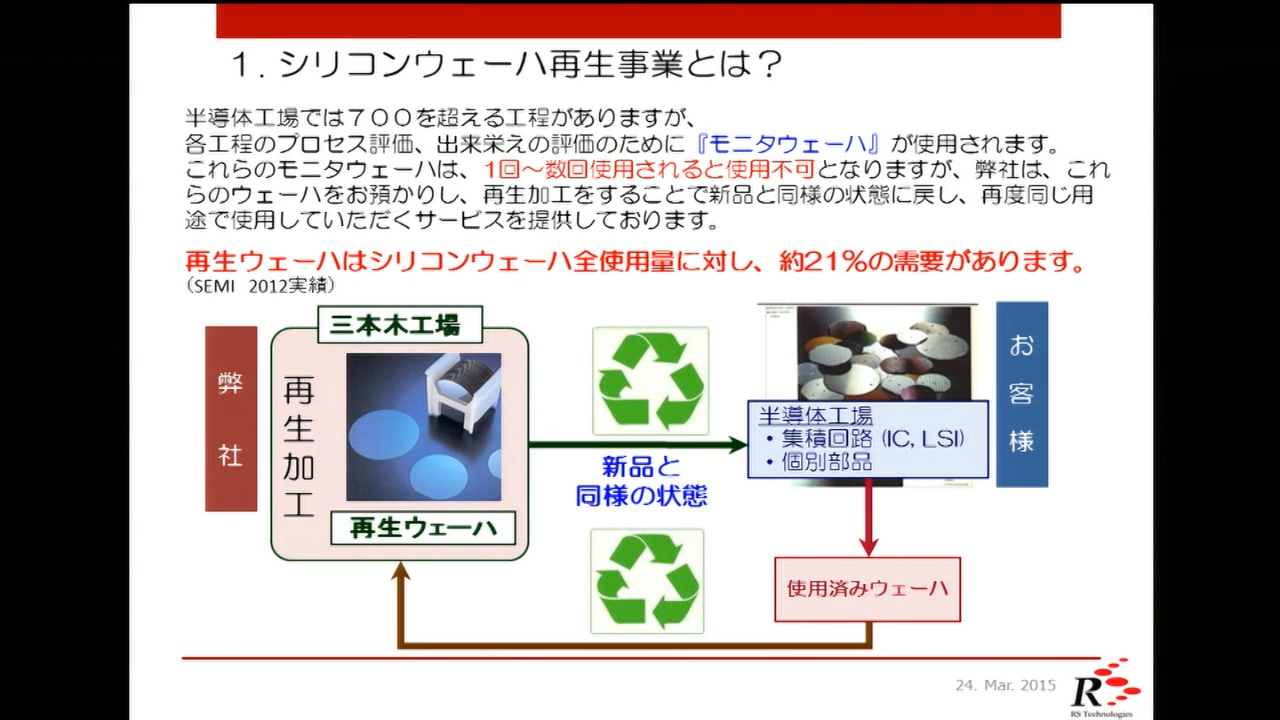 １. シリコンウェーハ再生事業とは？
半導体工場では７００を超える工程がありますが、
各工程のプロセス評価、出来栄えの評価のために『モニタウェーハ』が使用されます。
これらのモニタウェーハは、1回～数回使用されると使用不可となりますが、弊社は、これ
らのウェーハをお預かりし、再生加工をすることで新品と同様の状態に戻し、再度同じ用
途で使用していただくサービスを提供しております。
再生ウェーハはシリコンウェーハ全使用量に対し、約21％の需要があります。
（SEMI 2012実績）
弊社
三本木工場
再生加工
再生ウェーハ
新品と
同様の状態
半導体工場
・集積回路 (IC, LSI)
・個別部品
お客様
使用済みウェーハ
24. Mar. 2015
RS Technologies